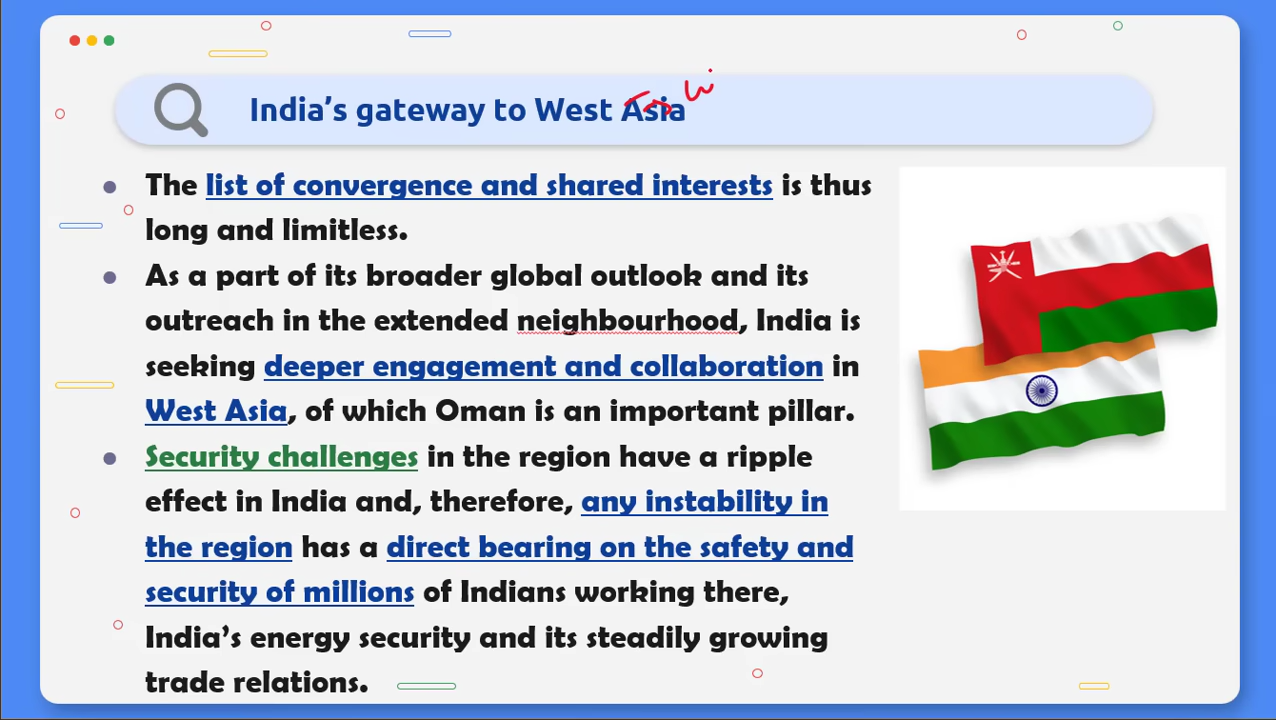 India's gateway to West Asia
The list of convergence and shared interests is thus
long and limitless.
As a part of its broader global outlook and its
outreach in the extended neighbourhood, India is
seeking deeper engagement and collaboration in
West Asia, of which Oman is an important pillar.
Security challenges in the region have a ripple
effect in India and, therefore, any instability in
the region has a direct bearing on the safety and
security of millions of Indians working there,
India's energy security and its steadily growing
trade relations.